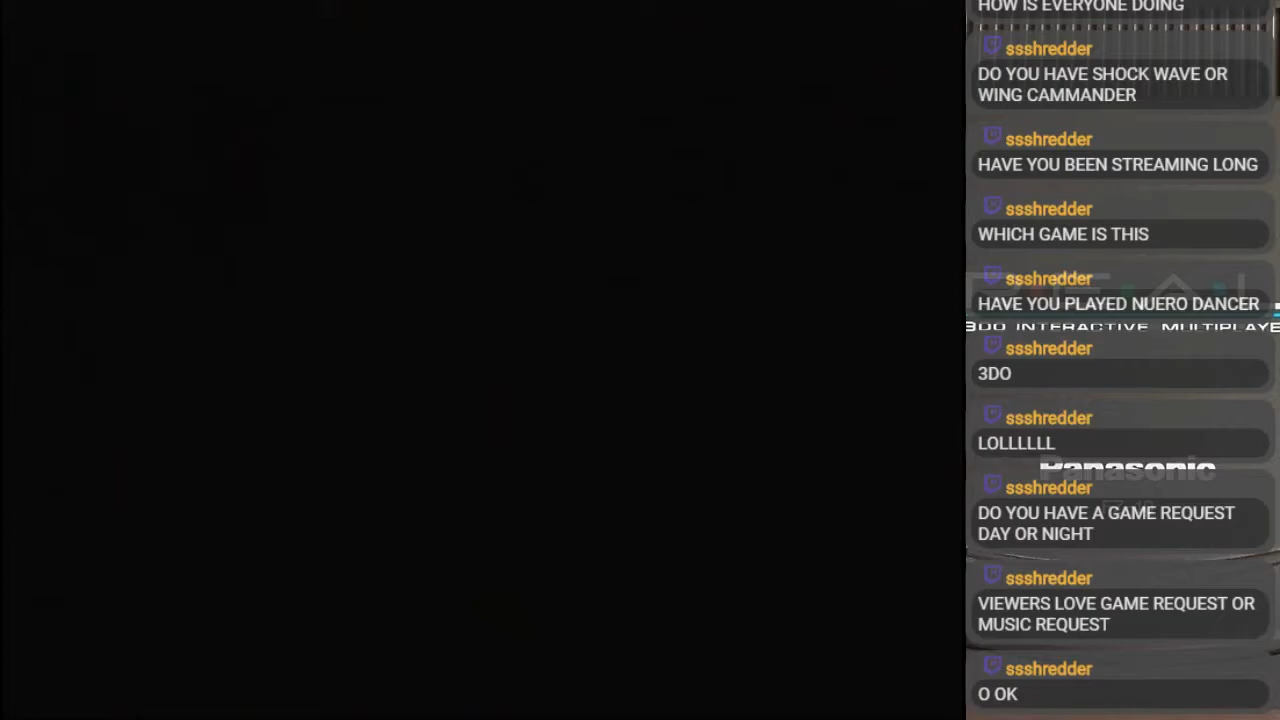 HOW IS EVERYONE DOING
ssshredder
DO YOU HAVE SHOCK WAVE OR
WING CAMMANDER
ssshredder
HAVE YOU BEEN STREAMING LONG
ssshredder
WHICH GAME IS THIS
ssshredder
HAVE YOU PLAYED NUERO DANCER
3DO INTERACTIVE MULTIPLAYE
ssshredder
3DO
ssshredder
LOLLLLLL
Panasonic
ssshredder
DO YOU HAVE A GAME REQUEST
DAY OR NIGHT
ssshredder
VIEWERS LOVE GAME REQUEST OR
MUSIC REQUEST
ssshredder
O OK